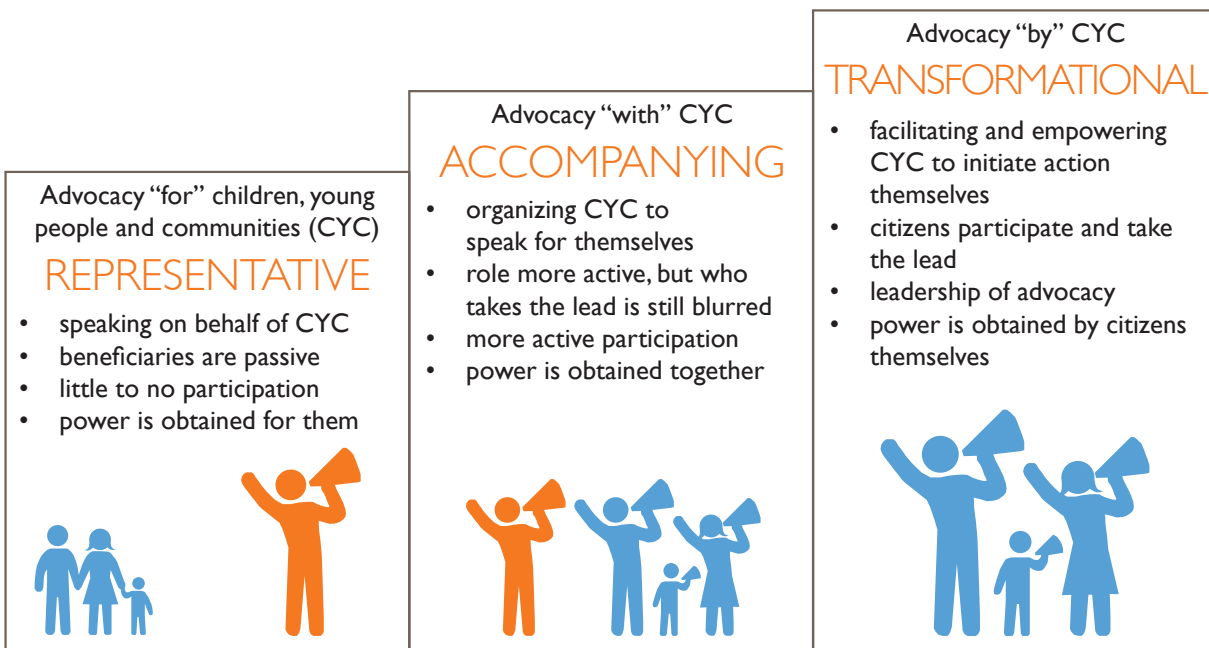 Advocacy “for” children, young
people and communities (CYC)
REPRESENTATIVE
• speaking on behalf of CYC
• beneficiaries are passive
• little to no participation
• power is obtained for them
Advocacy “with” CYC
ACCOMPANYING
• organizing CYC to
speak for themselves
• role more active, but who
takes the lead is still blurred
• more active participation
• power is obtained together
Advocacy “by” CYC
TRANSFORMATIONAL
• facilitating and empowering
CYC to initiate action
themselves
• citizens participate and take
the lead
• leadership of advocacy
• power is obtained by citizens
themselves